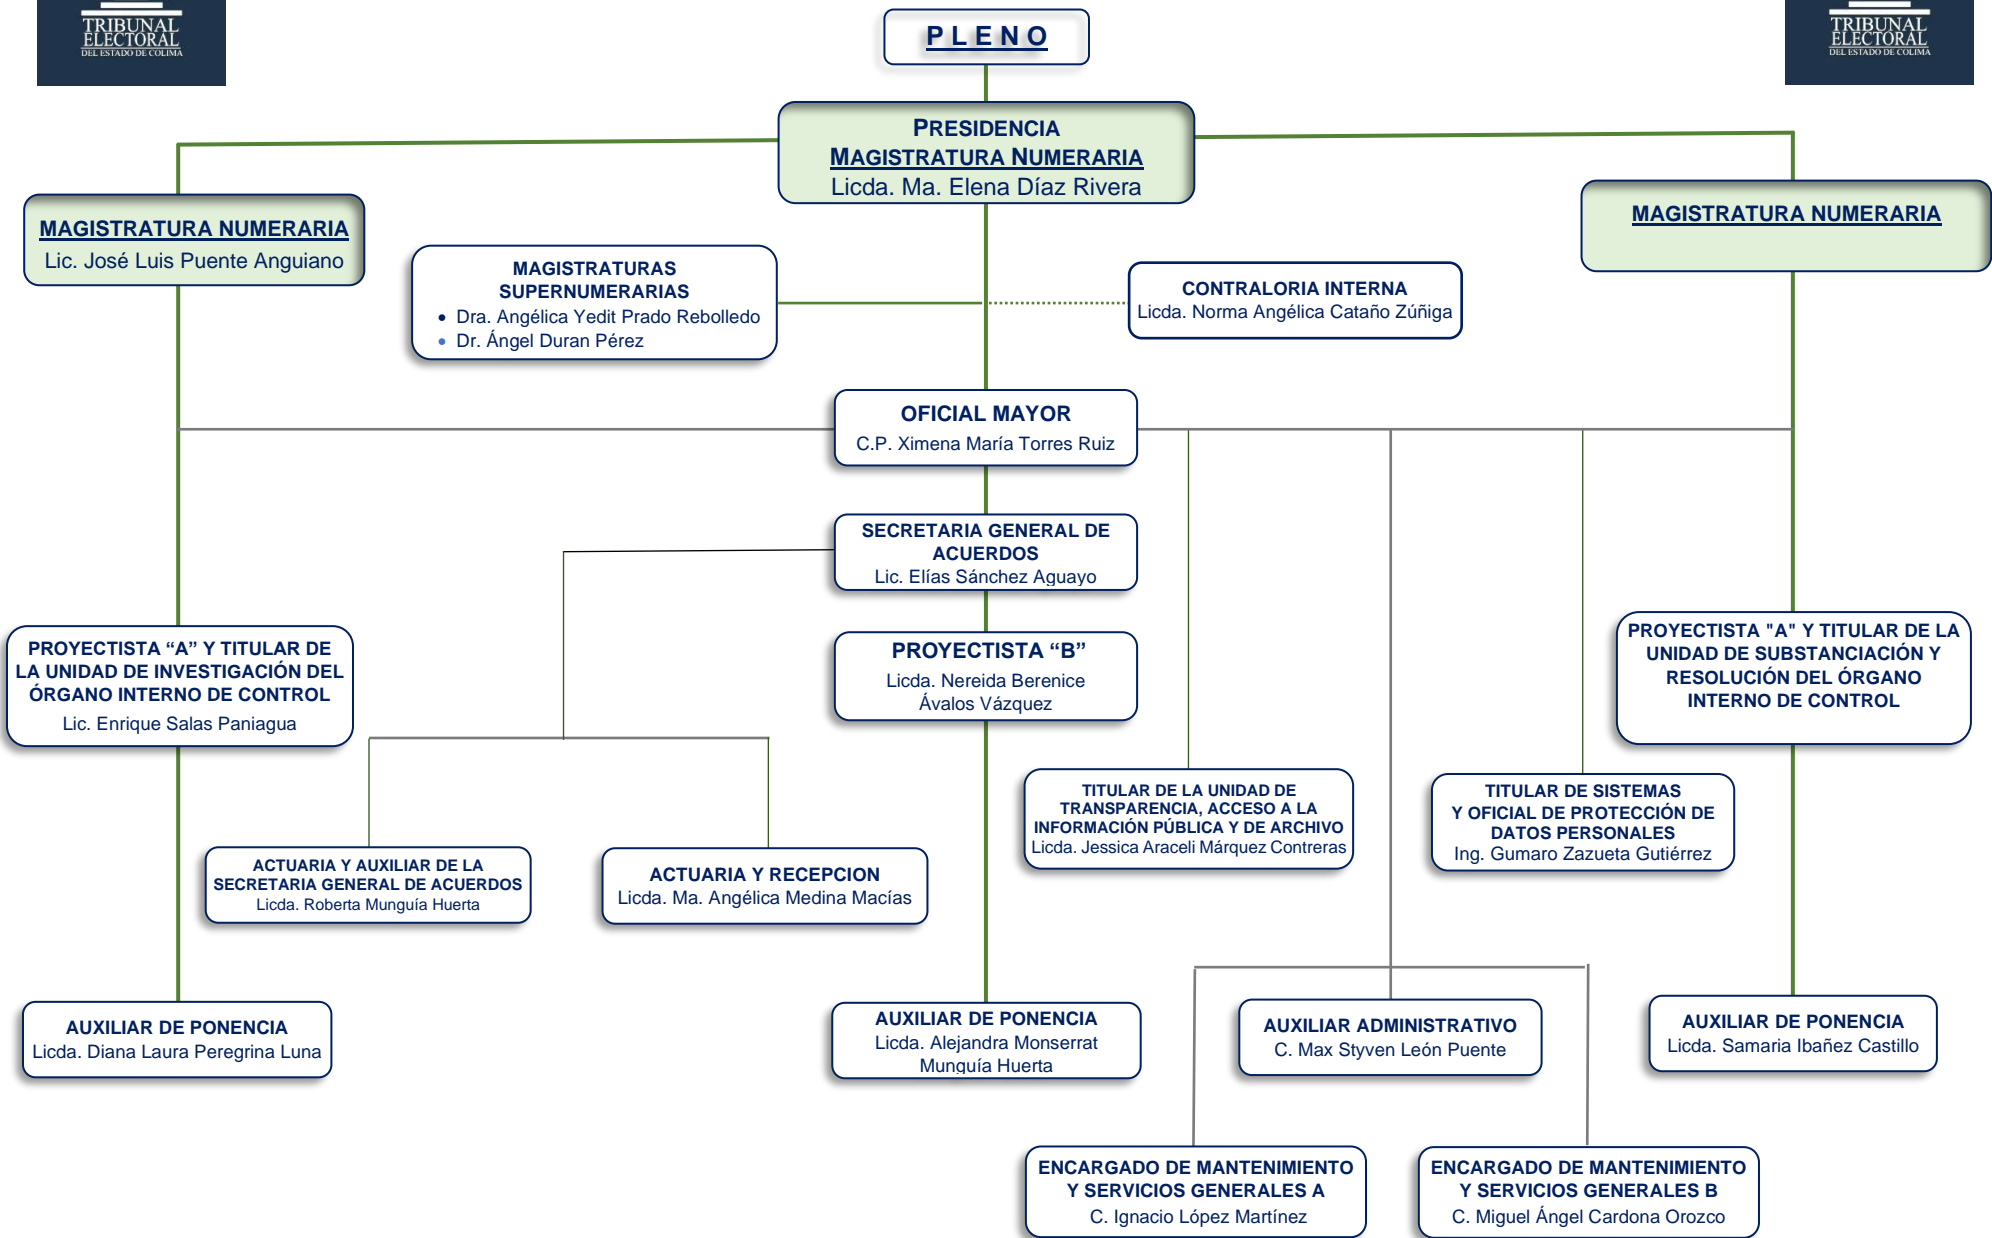 TRIBUNAL
ELECTORAL
DEL ESTADO DE COLIMA
TRIBUNAL
ELECTORAL
DEL ESTADO DE COLIMA
P L E N O
PRESIDENCIA
MAGISTRATURA NUMERARIA
Licda. Ma. Elena Díaz Rivera
MAGISTRATURA NUMERARIA
Lic. José Luis Puente Anguiano
MAGISTRATURA NUMERARIA
MAGISTRATURAS
SUPERNUMERARIAS
• Dra. Angélica Yedit Prado Rebolledo
• Dr. Ángel Duran Pérez
CONTRALORIA INTERNA
Licda. Norma Angélica Cataño Zúñiga
OFICIAL MAYOR
C.P. Ximena María Torres Ruiz
SECRETARIA GENERAL DE
ACUERDOS
Lic. Elías Sánchez Aguayo
PROYECTISTA “A” Y TITULAR DE
LA UNIDAD DE INVESTIGACIÓN DEL
ÓRGANO INTERNO DE CONTROL
Lic. Enrique Salas Paniagua
PROYECTISTA “B”
Licda. Nereida Berenice
Ávalos Vázquez
PROYECTISTA "A" Y TITULAR DE LA
UNIDAD DE SUBSTANCIACIÓN Y
RESOLUCIÓN DEL ÓRGANO
INTERNO DE CONTROL
TITULAR DE LA UNIDAD DE
TRANSPARENCIA, ACCESO A LA
INFORMACIÓN PÚBLICA Y DE ARCHIVO
Licda. Jessica Araceli Márquez Contreras
TITULAR DE SISTEMAS
Y OFICIAL DE PROTECCIÓN DE
DATOS PERSONALES
Ing. Gumaro Zazueta Gutiérrez
ACTUARIA Y AUXILIAR DE LA
SECRETARIA GENERAL DE ACUERDOS
Licda. Roberta Munguía Huerta
ACTUARIA Y RECEPCION
Licda. Ma. Angélica Medina Macías
AUXILIAR DE PONENCIA
Licda. Diana Laura Peregrina Luna
AUXILIAR DE PONENCIA
Licda. Alejandra Monserrat
Munguía Huerta
AUXILIAR ADMINISTRATIVO
C. Max Styven León Puente
AUXILIAR DE PONENCIA
Licda. Samaria Ibañez Castillo
ENCARGADO DE MANTENIMIENTO
Y SERVICIOS GENERALES A
C. Ignacio López Martínez
ENCARGADO DE MANTENIMIENTO
Y SERVICIOS GENERALES B
C. Miguel Ángel Cardona Orozco